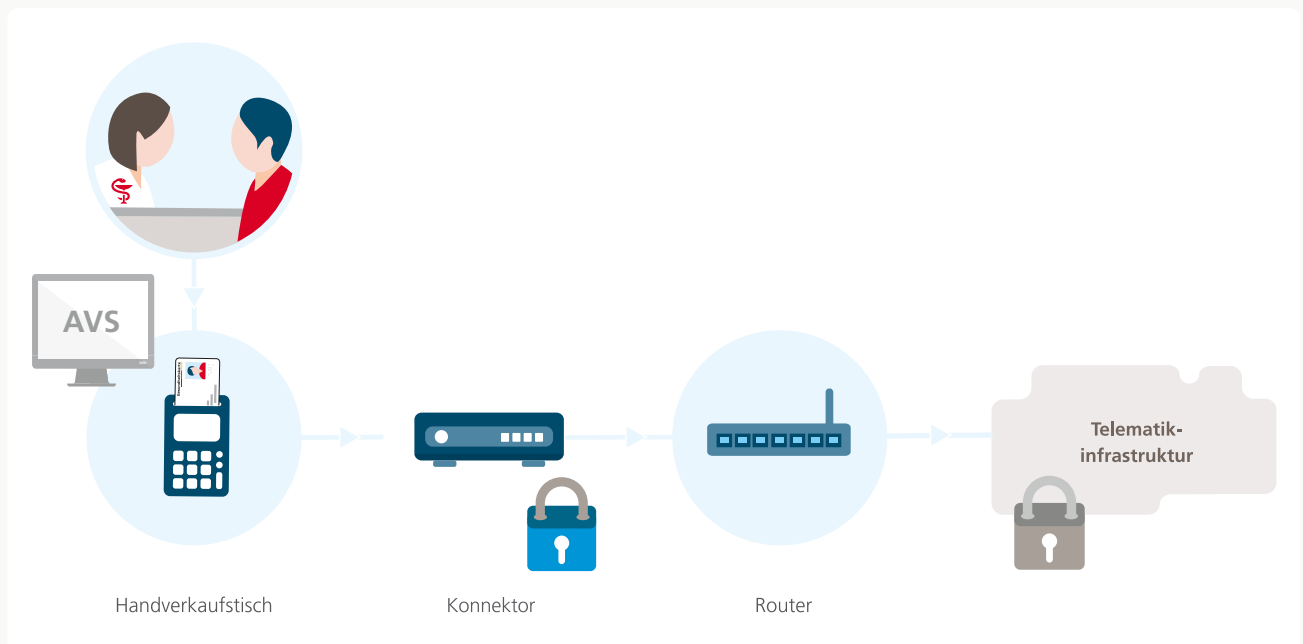 AVS
Telematik-
infrastruktur
Handverkaufstisch
Konnektor
Router